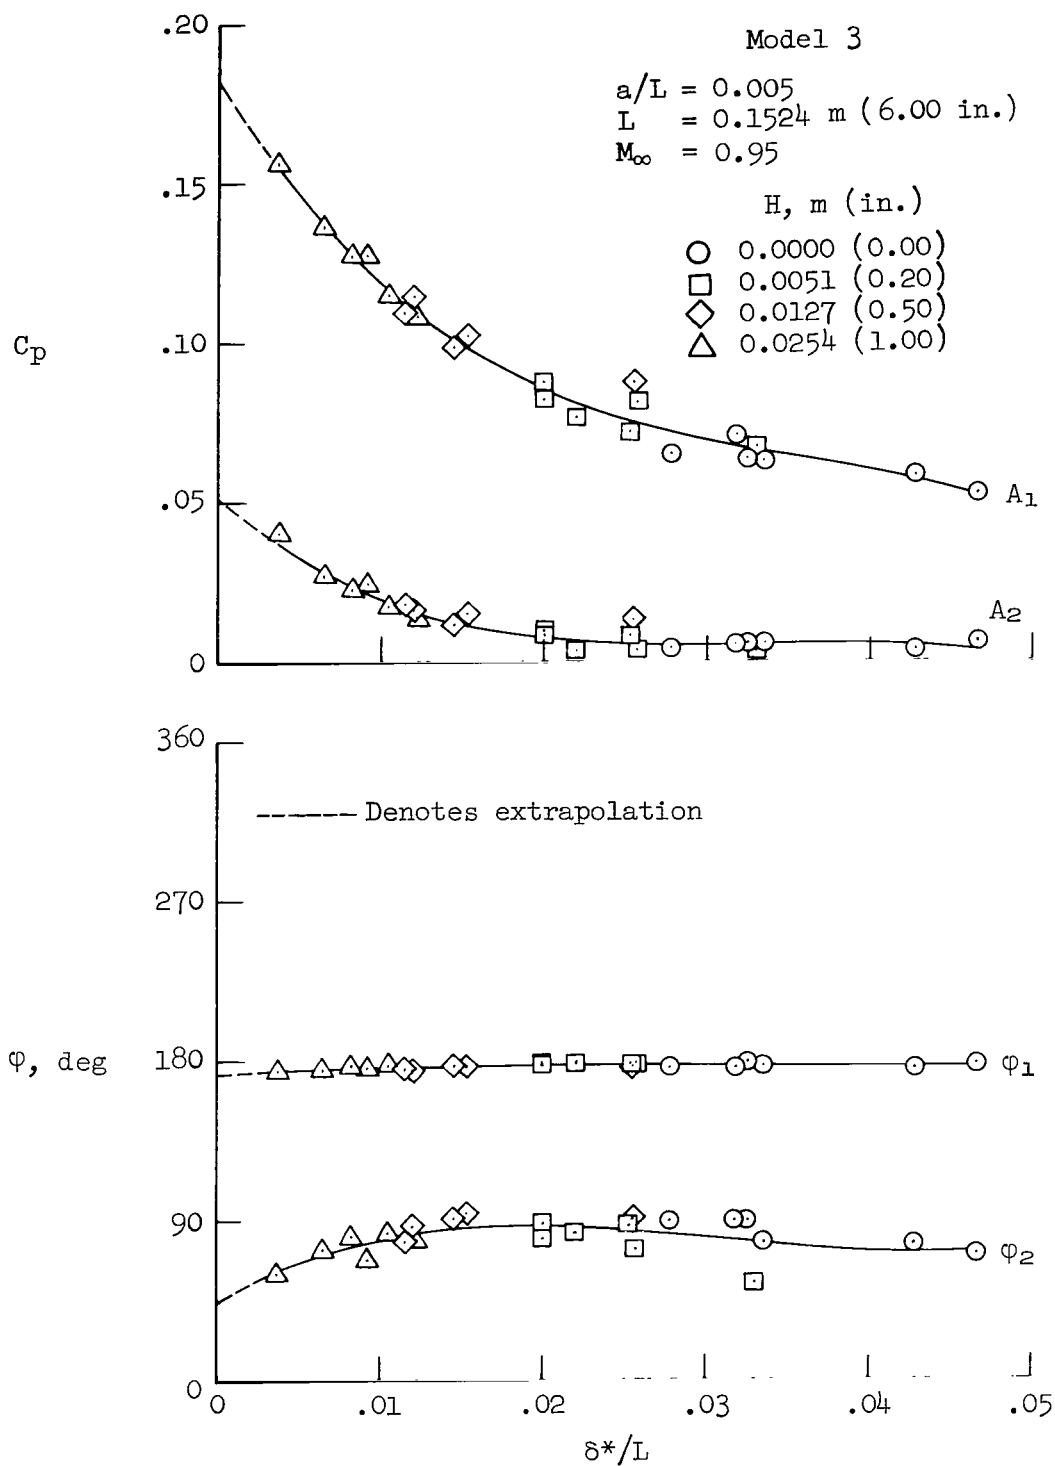 Model 3
a/L = 0.005
L = 0.1524 m (6.00 in.)
M∞ = 0.95
H, m (in.)
0.0000 (0.00)
0.0051 (0.20)
0.0127 (0.50)
0.0254 (1.00)
.20
.15
.10
.05
0
Cp
A1
A2
360
270
180
90
0
φ, deg
Denotes extrapolation
φ1
φ2
0 .01 .02 .03 .04 .05
δ*/L